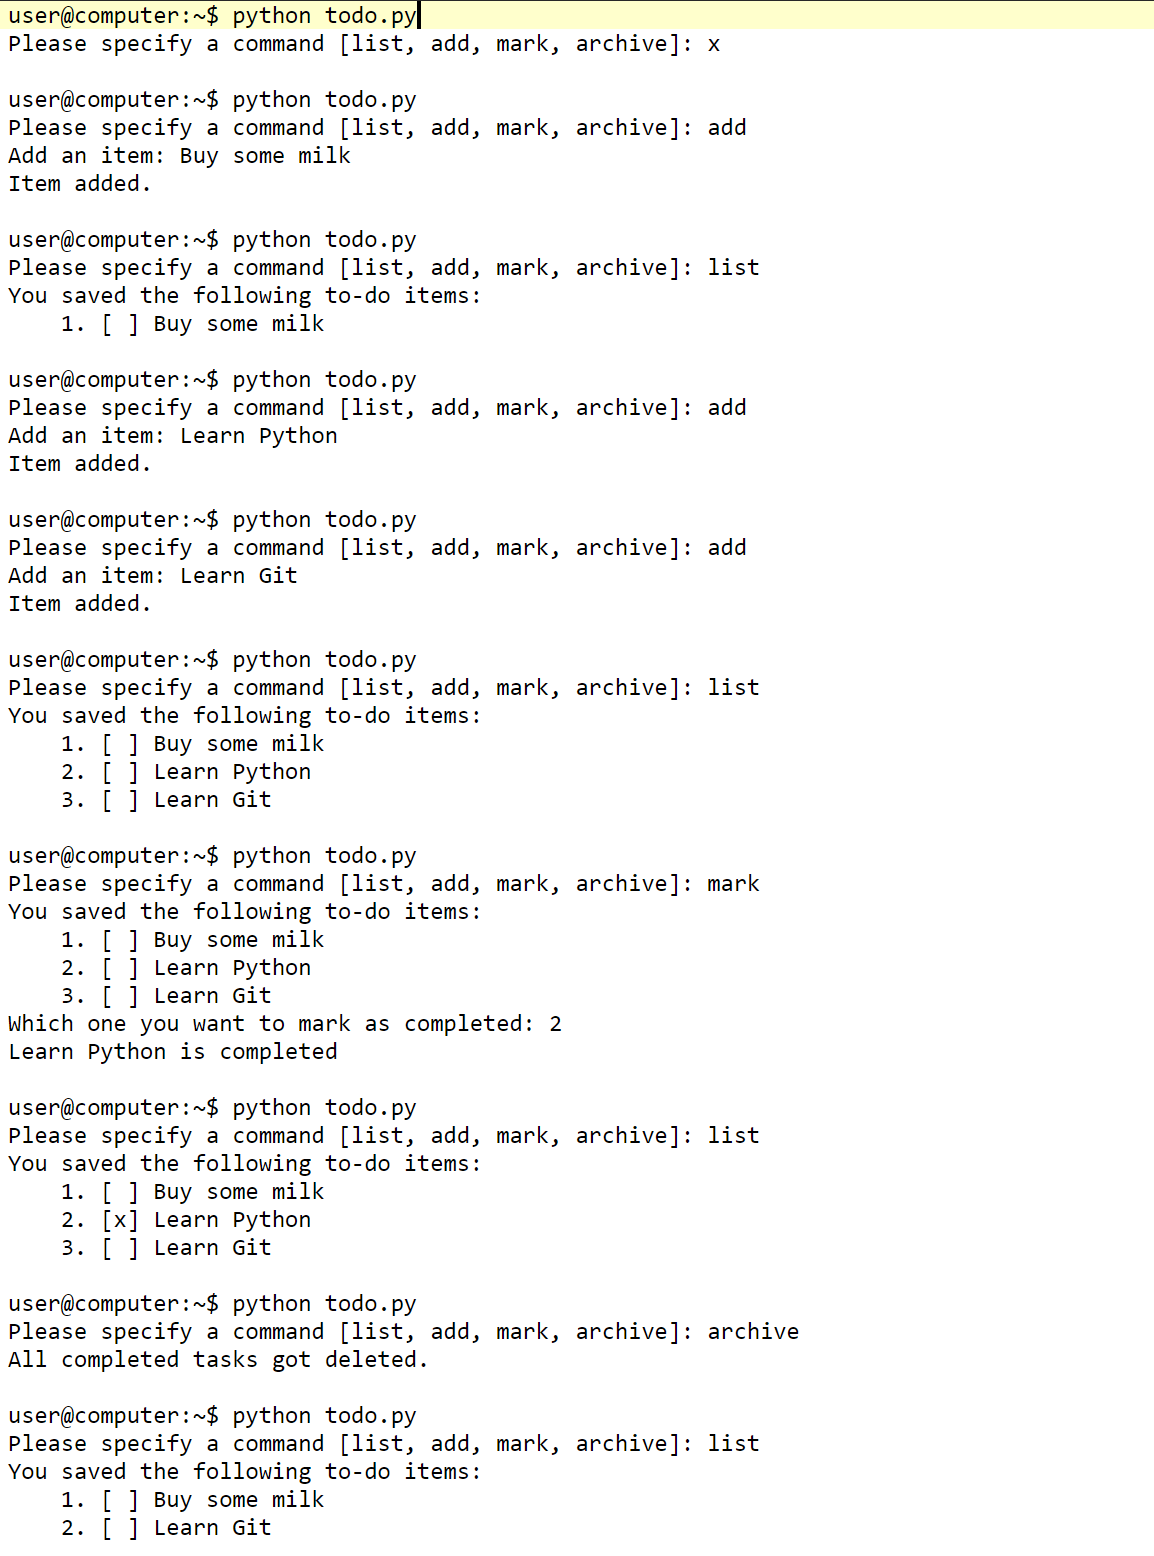 user@computer:~$ python todo.py
Please specify a command [list, add, mark, archive]: x

user@computer:~$ python todo.py
Please specify a command [list, add, mark, archive]: add
Add an item: Buy some milk
Item added.

user@computer:~$ python todo.py
Please specify a command [list, add, mark, archive]: list
You saved the following to-do items:
    1. [ ] Buy some milk

user@computer:~$ python todo.py
Please specify a command [list, add, mark, archive]: add
Add an item: Learn Python
Item added.

user@computer:~$ python todo.py
Please specify a command [list, add, mark, archive]: add
Add an item: Learn Git
Item added.

user@computer:~$ python todo.py
Please specify a command [list, add, mark, archive]: list
You saved the following to-do items:
    1. [ ] Buy some milk
    2. [ ] Learn Python
    3. [ ] Learn Git

user@computer:~$ python todo.py
Please specify a command [list, add, mark, archive]: mark
You saved the following to-do items:
    1. [ ] Buy some milk
    2. [ ] Learn Python
    3. [ ] Learn Git
Which one you want to mark as completed: 2
Learn Python is completed

user@computer:~$ python todo.py
Please specify a command [list, add, mark, archive]: list
You saved the following to-do items:
    1. [ ] Buy some milk
    2. [x] Learn Python
    3. [ ] Learn Git

user@computer:~$ python todo.py
Please specify a command [list, add, mark, archive]: archive
All completed tasks got deleted.

user@computer:~$ python todo.py
Please specify a command [list, add, mark, archive]: list
You saved the following to-do items:
    1. [ ] Buy some milk
    2. [ ] Learn Git